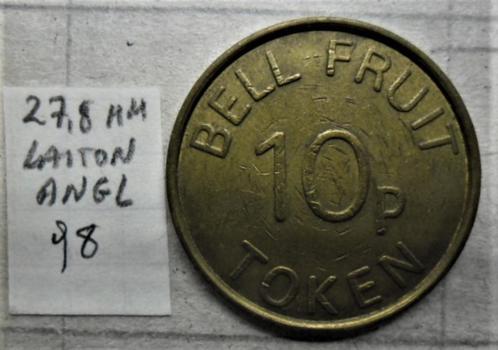 27,8 MM
LAITON
ANGL
98
BELL FRUIT
10P
TOKEN